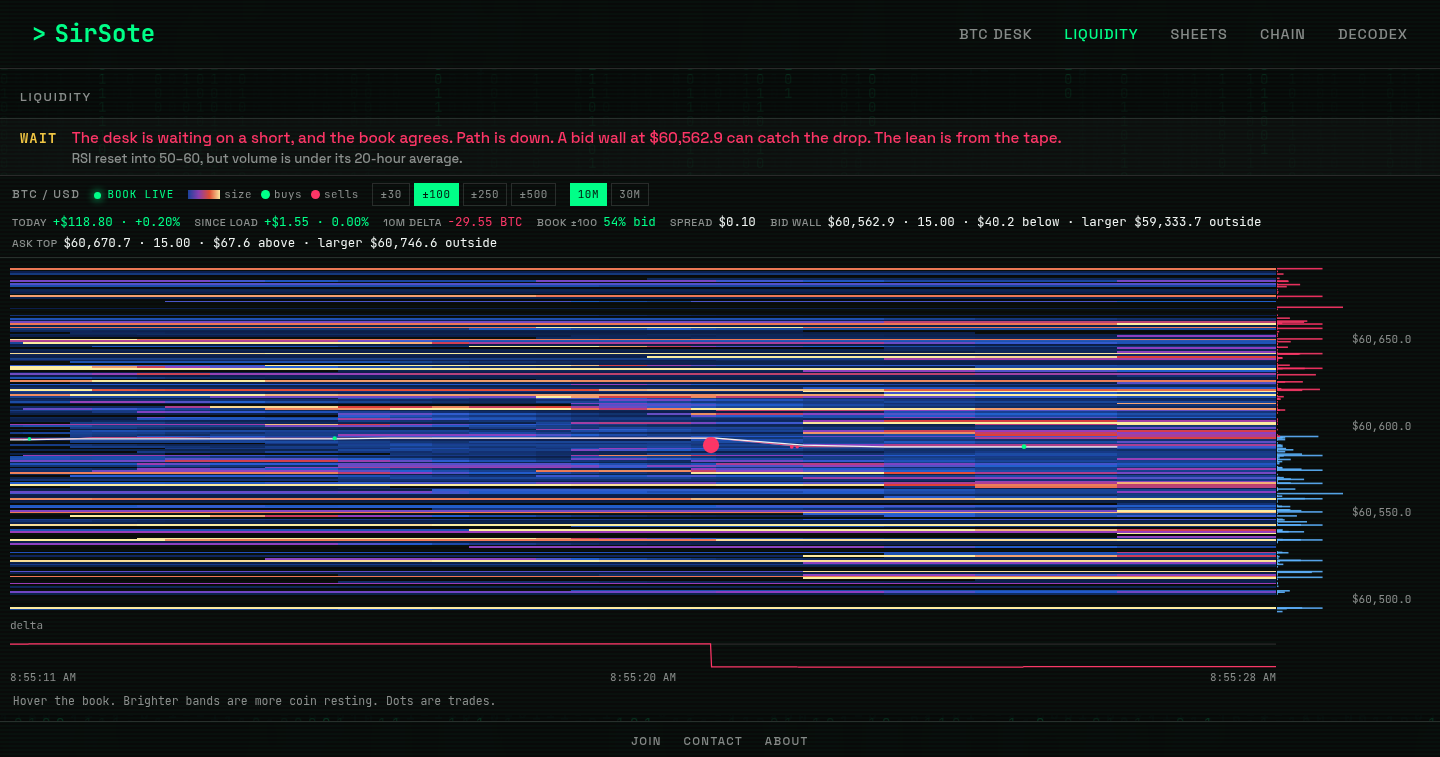 > SirSote
BTC DESK LIQUIDITY SHEETS CHAIN DECODEX
LIQUIDITY
WAIT The desk is waiting on a short, and the book agrees. Path is down. A bid wall at $60,562.9 can catch the drop. The lean is from the tape.
RSI reset into 50–60, but volume is under its 20-hour average.
BTC / USD BOOK LIVE size buys sells ±30 ±100 ±250 ±500 10M 30M
TODAY +$118.80 · +0.20% SINCE LOAD +$1.55 · 0.00% 10M DELTA -29.55 BTC BOOK ±100 54% bid SPREAD $0.10 BID WALL $60,562.9 · 15.00 · $40.2 below · larger $59,333.7 outside
ASK TOP $60,670.7 · 15.00 · $67.6 above · larger $60,746.6 outside
$60,650.0
$60,600.0
$60,550.0
$60,500.0
delta
8:55:11 AM 8:55:20 AM 8:55:28 AM
Hover the book. Brighter bands are more coin resting. Dots are trades.
JOIN CONTACT ABOUT